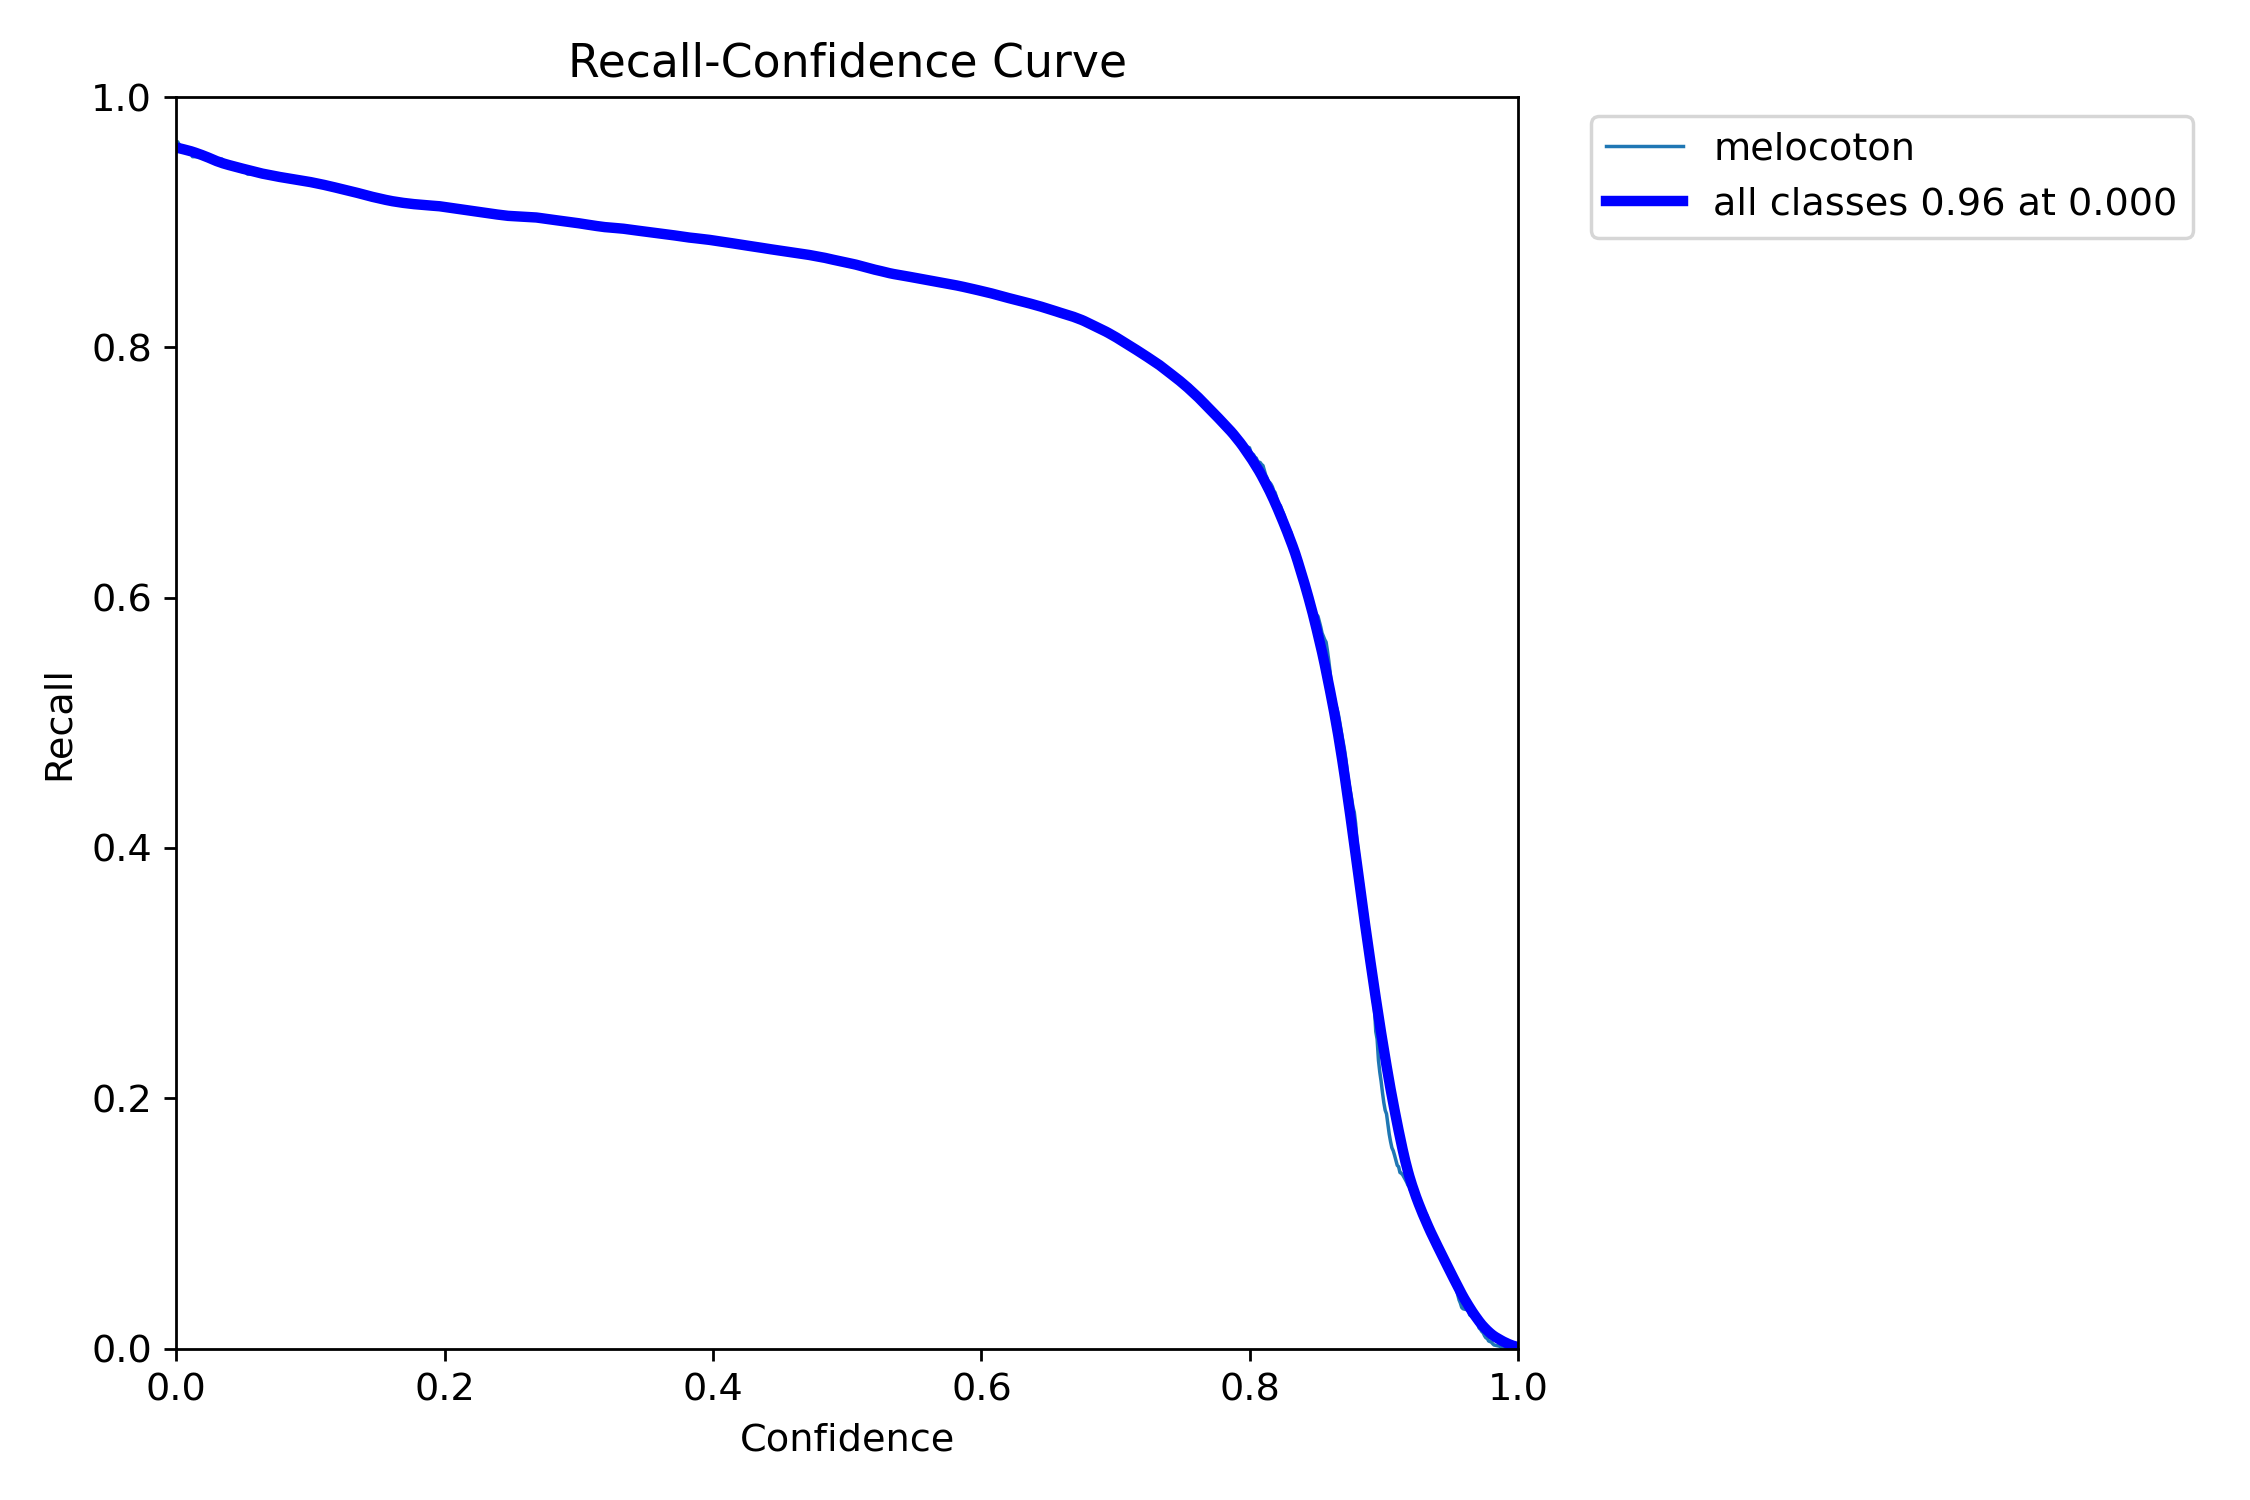 Recall-Confidence Curve
1.0
0.8
0.6
0.4
0.2
0.0
Recall
0.0 0.2 0.4 0.6 0.8 1.0
Confidence
melocoton
all classes 0.96 at 0.000